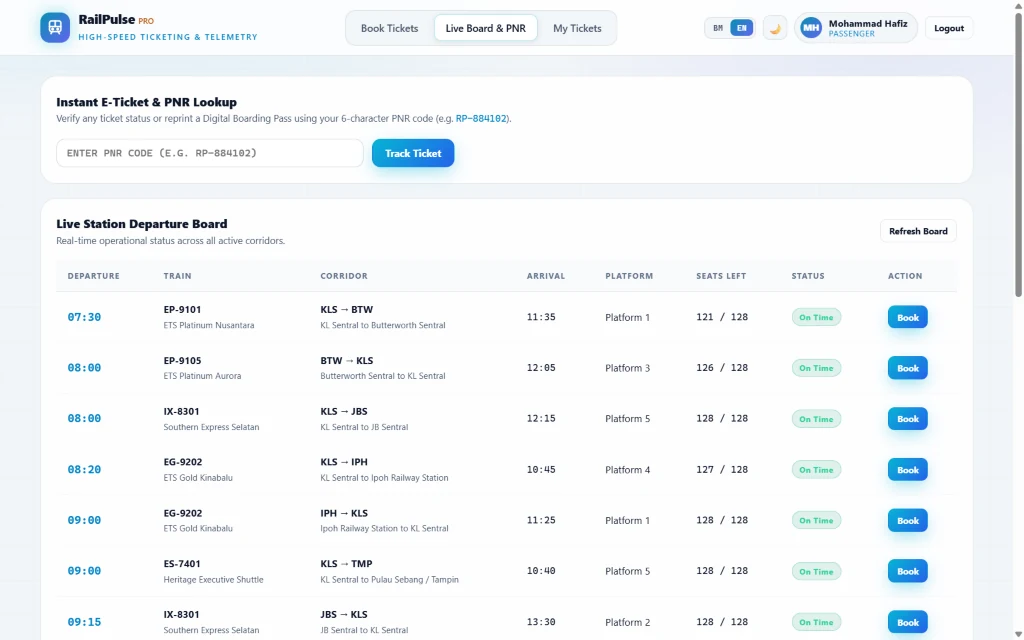 RailPulse PRO
HIGH-SPEED TICKETING & TELEMETRY
Book Tickets
Live Board & PNR
My Tickets
BM
EN
MH
Mohammad Hafiz
PASSENGER
Logout
Instant E-Ticket & PNR Lookup
Verify any ticket status or reprint a Digital Boarding Pass using your 6-character PNR code (e.g. RP-884102).
ENTER PNR CODE (E.G. RP-884102)
Track Ticket
Live Station Departure Board
Real-time operational status across all active corridors.
Refresh Board
DEPARTURE TRAIN CORRIDOR ARRIVAL PLATFORM SEATS LEFT STATUS ACTION
07:30 EP-9101 KLS → BTW 11:35 Platform 1 121 / 128 On Time Book
ETS Platinum Nusantara KL Sentral to Butterworth Sentral
08:00 EP-9105 BTW → KLS 12:05 Platform 3 126 / 128 On Time Book
ETS Platinum Aurora Butterworth Sentral to KL Sentral
08:00 IX-8301 KLS → JBS 12:15 Platform 5 128 / 128 On Time Book
Southern Express Selatan KL Sentral to JB Sentral
08:20 EG-9202 KLS → IPH 10:45 Platform 4 127 / 128 On Time Book
ETS Gold Kinabalu KL Sentral to Ipoh Railway Station
09:00 EG-9202 IPH → KLS 11:25 Platform 1 128 / 128 On Time Book
ETS Gold Kinabalu Ipoh Railway Station to KL Sentral
09:00 ES-7401 KLS → TMP 10:40 Platform 5 128 / 128 On Time Book
Heritage Executive Shuttle KL Sentral to Pulau Sebang / Tampin
09:15 IX-8301 JBS → KLS 13:30 Platform 2 128 / 128 On Time Book
Southern Express Selatan JB Sentral to KL Sentral